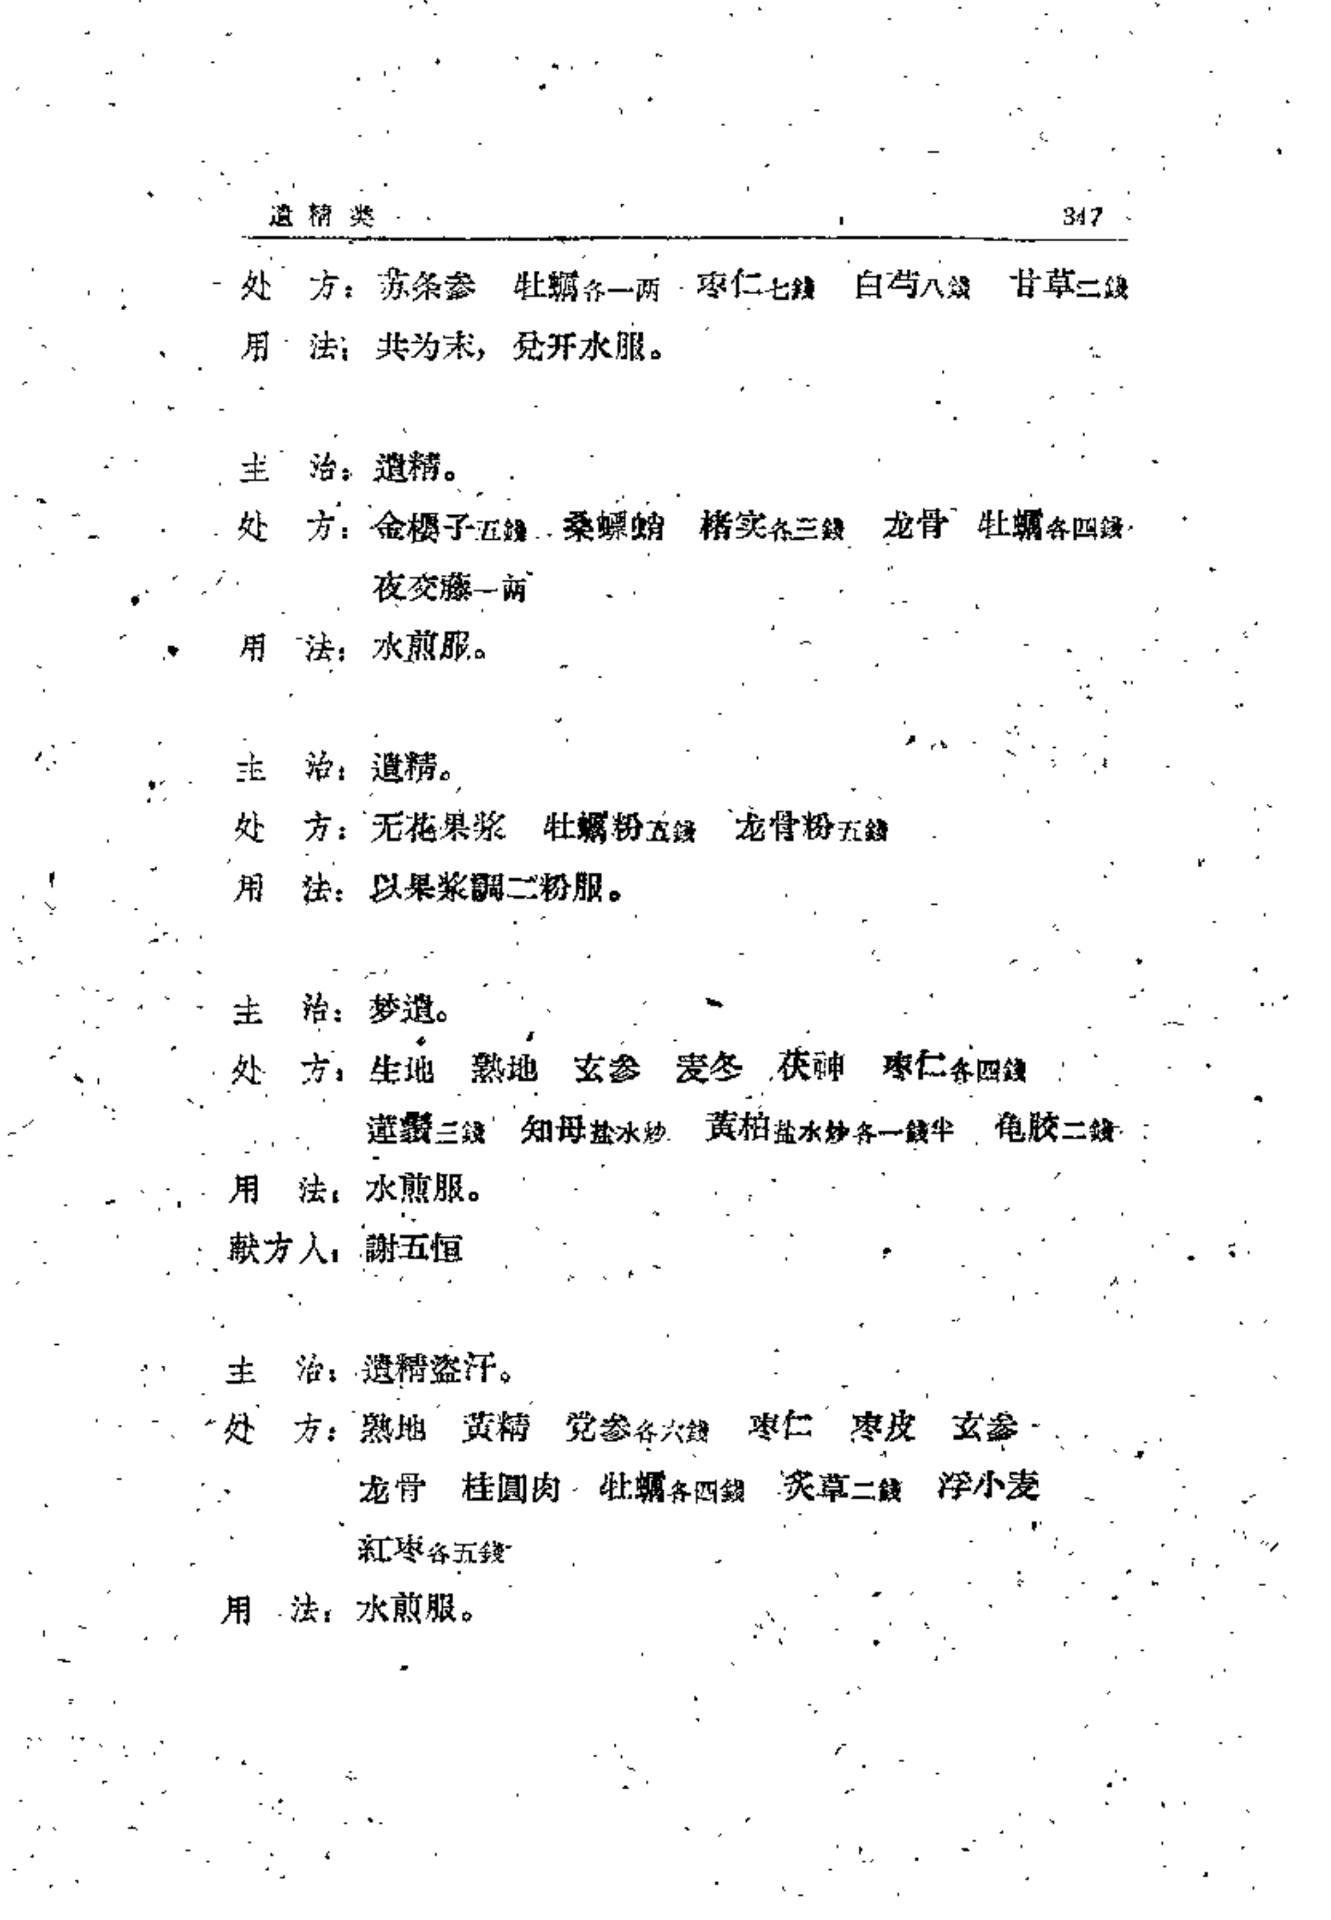 遺精类 347
处　方：苏条参　牡蠣各一两　枣仁七錢　白芍八錢　甘草二錢
用　法：共为末，兑开水服。
主　治：遺精。
处　方：金櫻子五錢　桑螵蛸　楮实各三錢　龙骨　牡蠣各四錢
夜交藤一两
用　法：水煎服。
主　治：遺精。
处　方：无花果浆　牡蠣粉五錢　龙骨粉五錢
用　法：以果浆調二粉服。
主　治：梦遺。
处　方：生地　熟地　玄参　麦冬　茯神　枣仁各四錢
蓮鬚三錢　知母盐水炒　黃柏盐水炒各一錢半　龟胶二錢
用　法：水煎服。
献方人：謝五恒
主　治：遺精盜汗。
处　方：熟地　黃精　党参各六錢　枣仁　枣皮　玄参
龙骨　桂圓肉　牡蠣各四錢　炙草二錢　浮小麦
紅枣各五錢
用　法：水煎服。